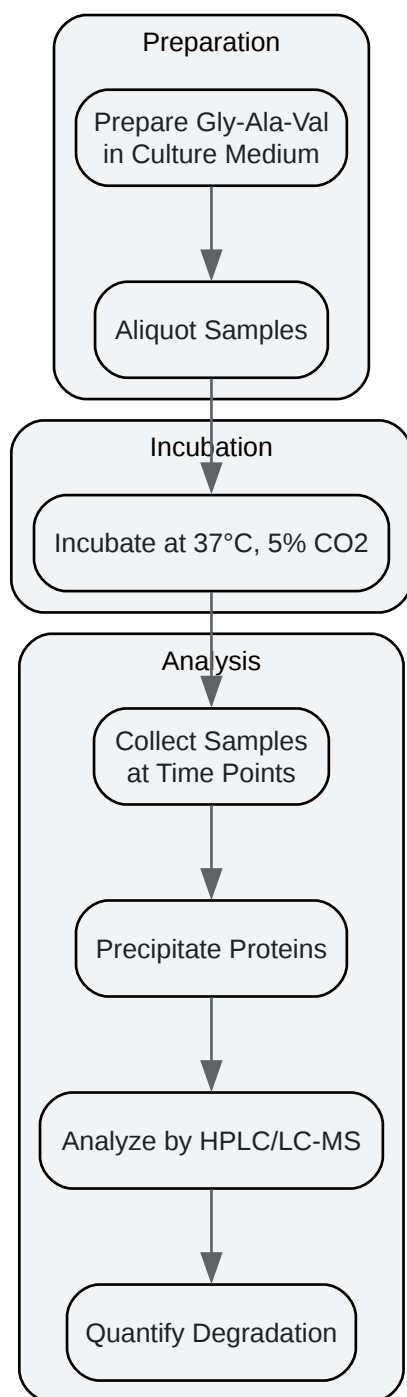 Preparation
Prepare Gly-Ala-Val
in Culture Medium
Aliquot Samples
Incubation
Incubate at 37°C, 5% CO2
Analysis
Collect Samples
at Time Points
Precipitate Proteins
Analyze by HPLC/LC-MS
Quantify Degradation